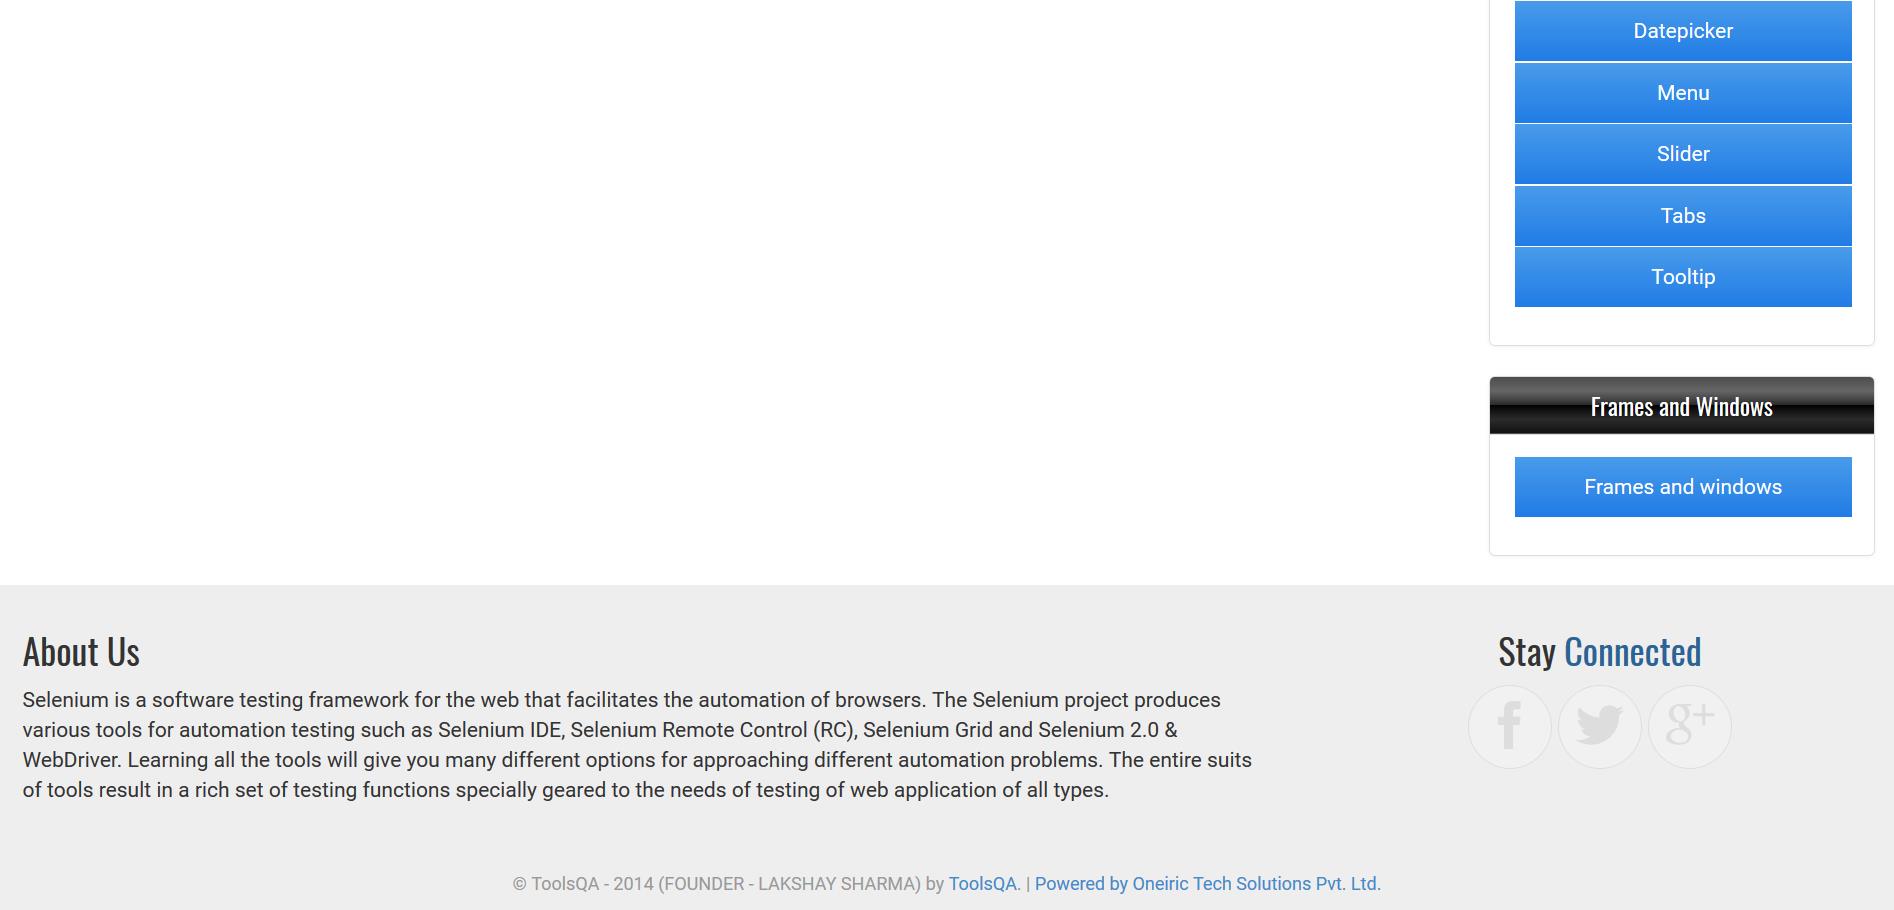 Datepicker
Menu
Slider
Tabs
Tooltip
Frames and Windows
Frames and windows
About Us
Selenium is a software testing framework for the web that facilitates the automation of browsers. The Selenium project produces
various tools for automation testing such as Selenium IDE, Selenium Remote Control (RC), Selenium Grid and Selenium 2.0 &
WebDriver. Learning all the tools will give you many different options for approaching different automation problems. The entire suits
of tools result in a rich set of testing functions specially geared to the needs of testing of web application of all types.
Stay Connected
f
g+
© ToolsQA - 2014 (FOUNDER - LAKSHAY SHARMA) by ToolsQA. | Powered by Oneiric Tech Solutions Pvt. Ltd.